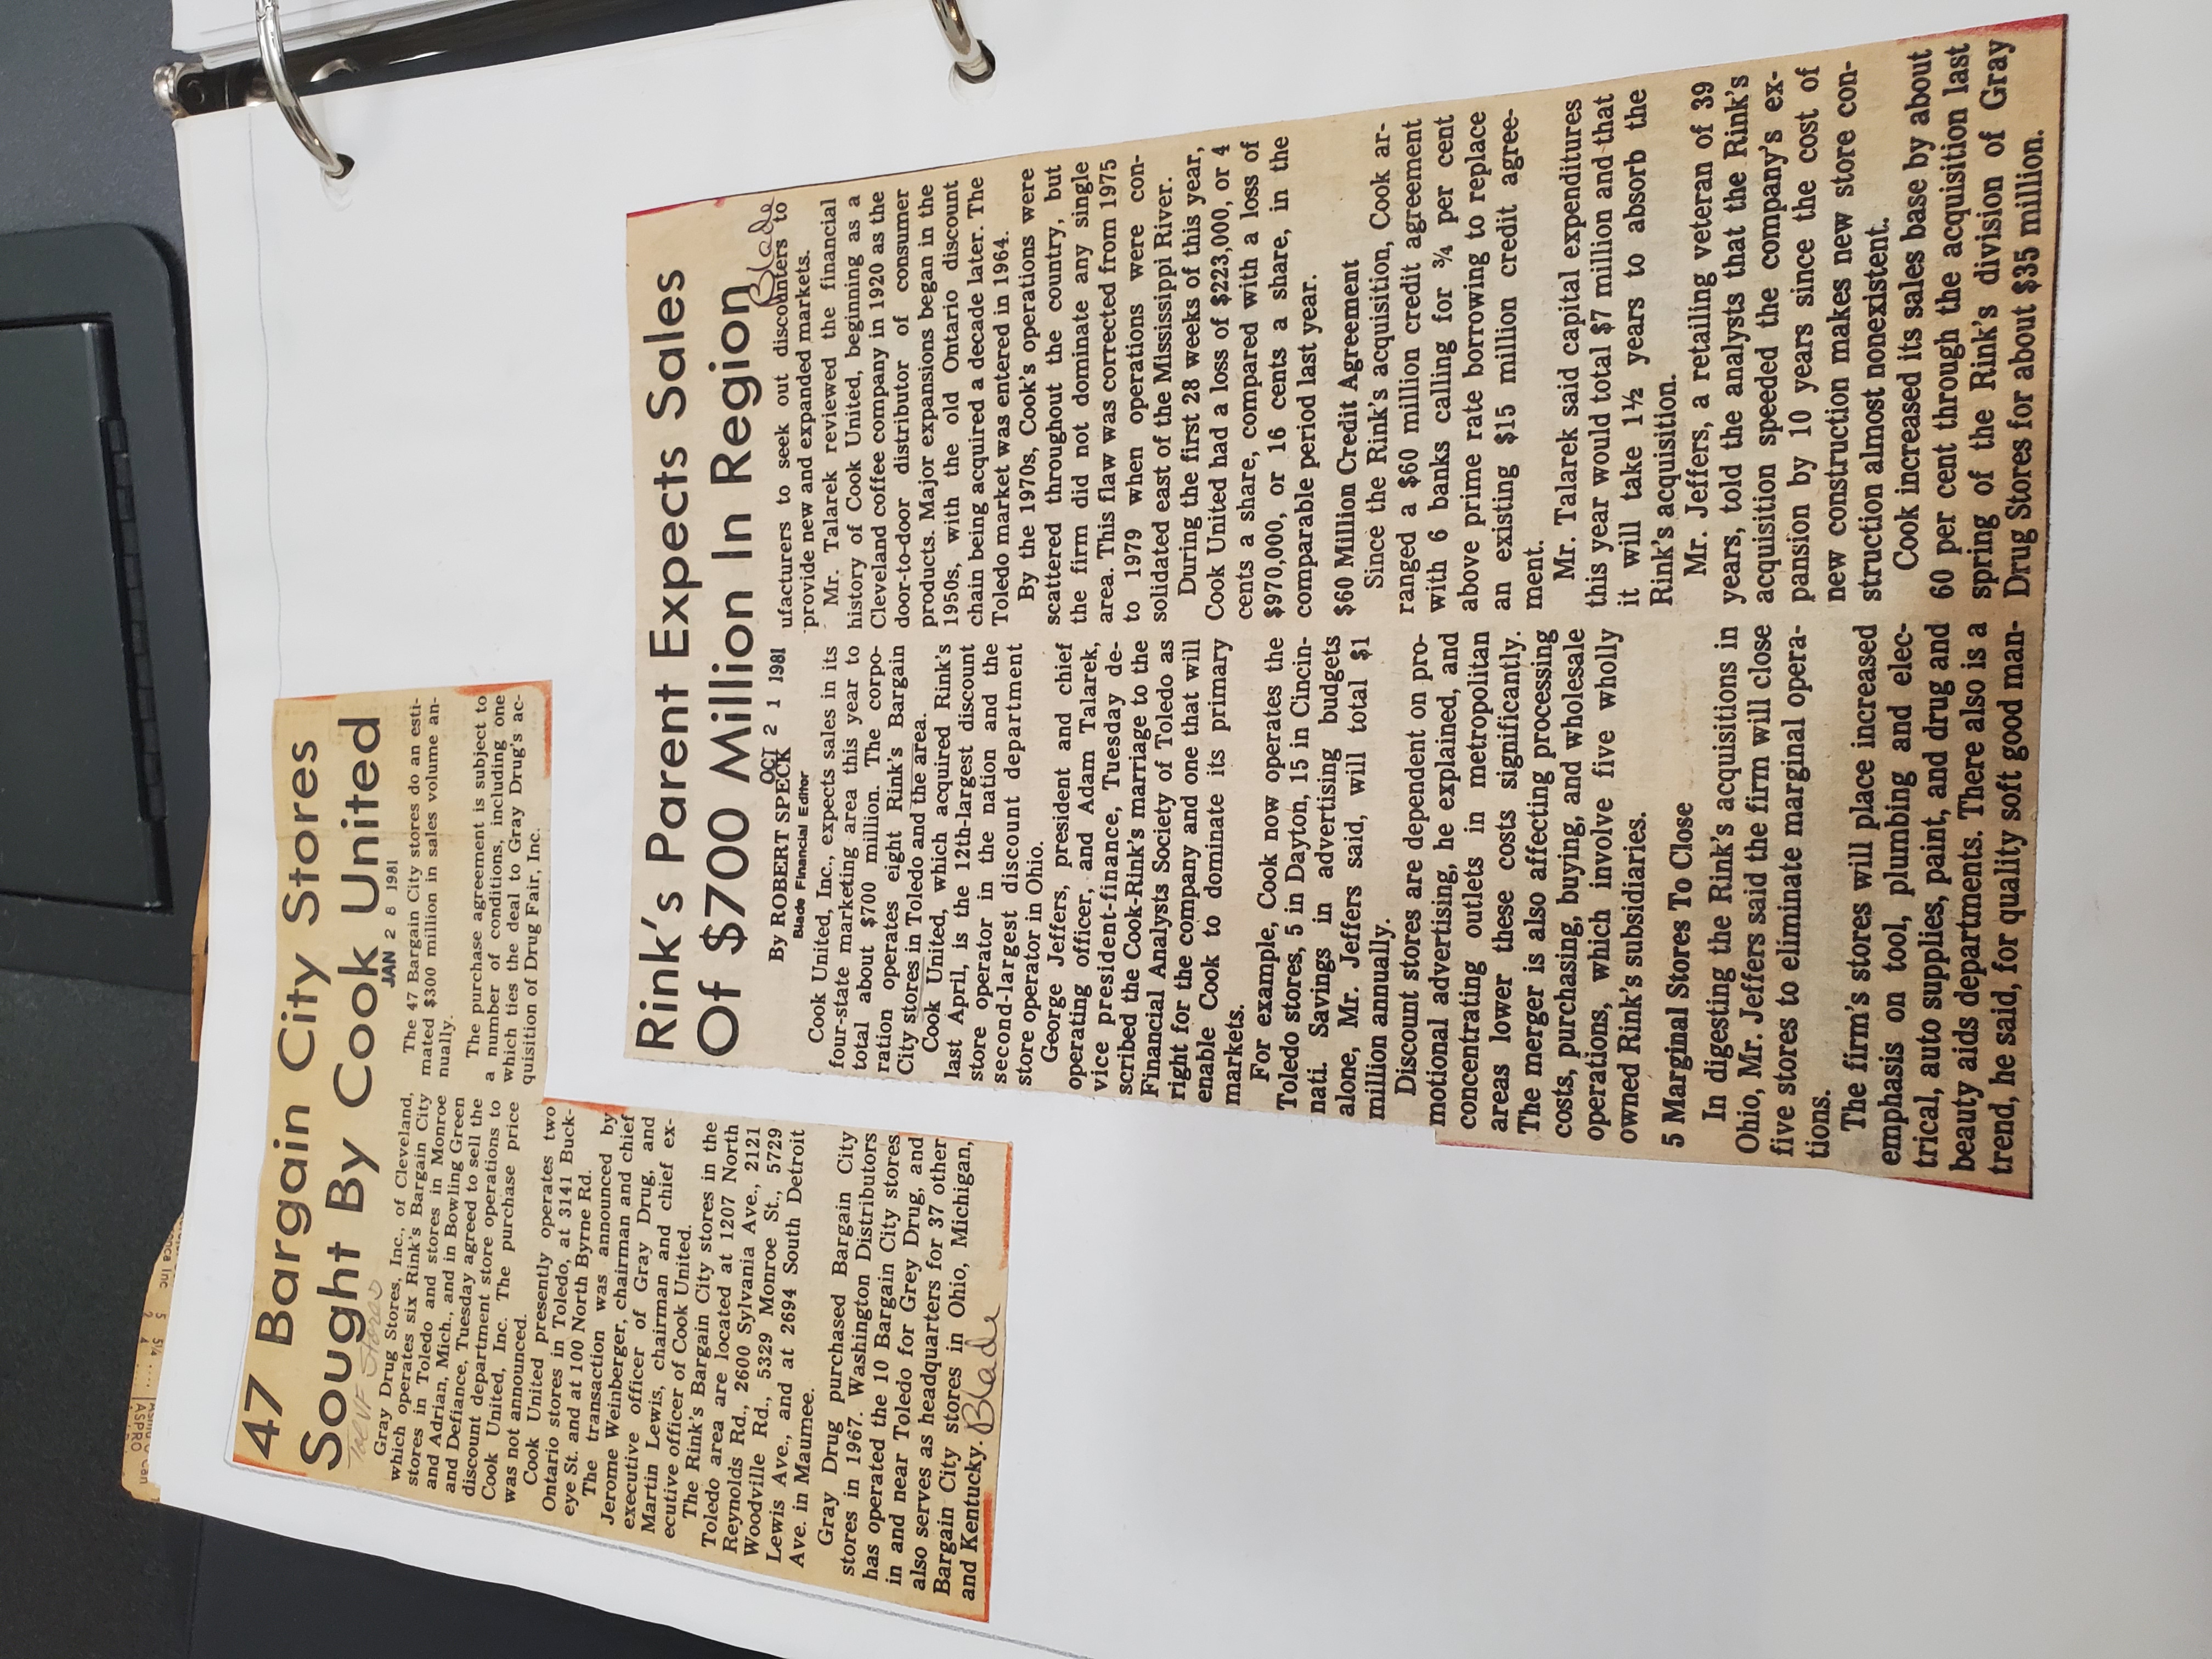 47 Bargain City Stores
Sought By Cook United
JAN 2 8 1981
Gray Drug Stores, Inc., of Cleveland,
which operates six Rink's Bargain City
stores in Toledo and stores in Monroe
and Adrian, Mich., and in Bowling Green
and Defiance, Tuesday agreed to sell the
discount department store operations to
Cook United, Inc. The purchase price
was not announced.
Cook United presently operates two
Ontario stores in Toledo, at 3141 Buck-
eye St. and at 100 North Byrne Rd.
The transaction was announced by
Jerome Weinberger, chairman and chief
executive officer of Gray Drug, and
Martin Lewis, chairman and chief ex-
ecutive officer of Cook United.
The Rink's Bargain City stores in the
Toledo area are located at 1207 North
Reynolds Rd., 2600 Sylvania Ave., 2121
Woodville Rd., 5329 Monroe St., 5729
Lewis Ave., and at 2694 South Detroit
Ave. in Maumee.
Gray Drug purchased Bargain City
stores in 1967. Washington Distributors
has operated the 10 Bargain City stores
in and near Toledo for Grey Drug, and
also serves as headquarters for 37 other
Bargain City stores in Ohio, Michigan,
and Kentucky. Blade
The 47 Bargain City stores do an esti-
mated $300 million in sales volume an-
nually.
The purchase agreement is subject to
a number of conditions, including one
which ties the deal to Gray Drug's ac-
quisition of Drug Fair, Inc.
Rink's Parent Expects Sales
Of $700 Million In Region
Blade
OCT 2 1 1981
By ROBERT SPECK
Blade Financial Editor
Cook United, Inc., expects sales in its
four-state marketing area this year to
total about $700 million. The corpo-
ration operates eight Rink's Bargain
City stores in Toledo and the area.
Cook United, which acquired Rink's
last April, is the 12th-largest discount
store operator in the nation and the
second-largest discount department
store operator in Ohio.
George Jeffers, president and chief
operating officer, and Adam Talarek,
vice president-finance, Tuesday de-
scribed the Cook-Rink's marriage to the
Financial Analysts Society of Toledo as
right for the company and one that will
enable Cook to dominate its primary
markets.
For example, Cook now operates the
Toledo stores, 5 in Dayton, 15 in Cincin-
nati. Savings in advertising budgets
alone, Mr. Jeffers said, will total $1
million annually.
Discount stores are dependent on pro-
motional advertising, he explained, and
concentrating outlets in metropolitan
areas lower these costs significantly.
The merger is also affecting processing
costs, purchasing, buying, and wholesale
operations, which involve five wholly
owned Rink's subsidiaries.
5 Marginal Stores To Close
In digesting the Rink's acquisitions in
Ohio, Mr. Jeffers said the firm will close
five stores to eliminate marginal opera-
tions.
The firm's stores will place increased
emphasis on tool, plumbing and elec-
trical, auto supplies, paint, and drug and
beauty aids departments. There also is a
trend, he said, for quality soft good man-
ufacturers to seek out discounters to
provide new and expanded markets.
Mr. Talarek reviewed the financial
history of Cook United, beginning as a
Cleveland coffee company in 1920 as the
door-to-door distributor of consumer
products. Major expansions began in the
1950s, with the old Ontario discount
chain being acquired a decade later. The
Toledo market was entered in 1964.
By the 1970s, Cook's operations were
scattered throughout the country, but
the firm did not dominate any single
area. This flaw was corrected from 1975
to 1979 when operations were con-
solidated east of the Mississippi River.
During the first 28 weeks of this year,
Cook United had a loss of $223,000, or 4
cents a share, compared with a loss of
$970,000, or 16 cents a share, in the
comparable period last year.
$60 Million Credit Agreement
Since the Rink's acquisition, Cook ar-
ranged a $60 million credit agreement
with 6 banks calling for ¾ per cent
above prime rate borrowing to replace
an existing $15 million credit agree-
ment.
Mr. Talarek said capital expenditures
this year would total $7 million and that
it will take 1½ years to absorb the
Rink's acquisition.
Mr. Jeffers, a retailing veteran of 39
years, told the analysts that the Rink's
acquisition speeded the company's ex-
pansion by 10 years since the cost of
new construction makes new store con-
struction almost nonexistent.
Cook increased its sales base by about
60 per cent through the acquisition last
spring of the Rink's division of Gray
Drug Stores for about $35 million.